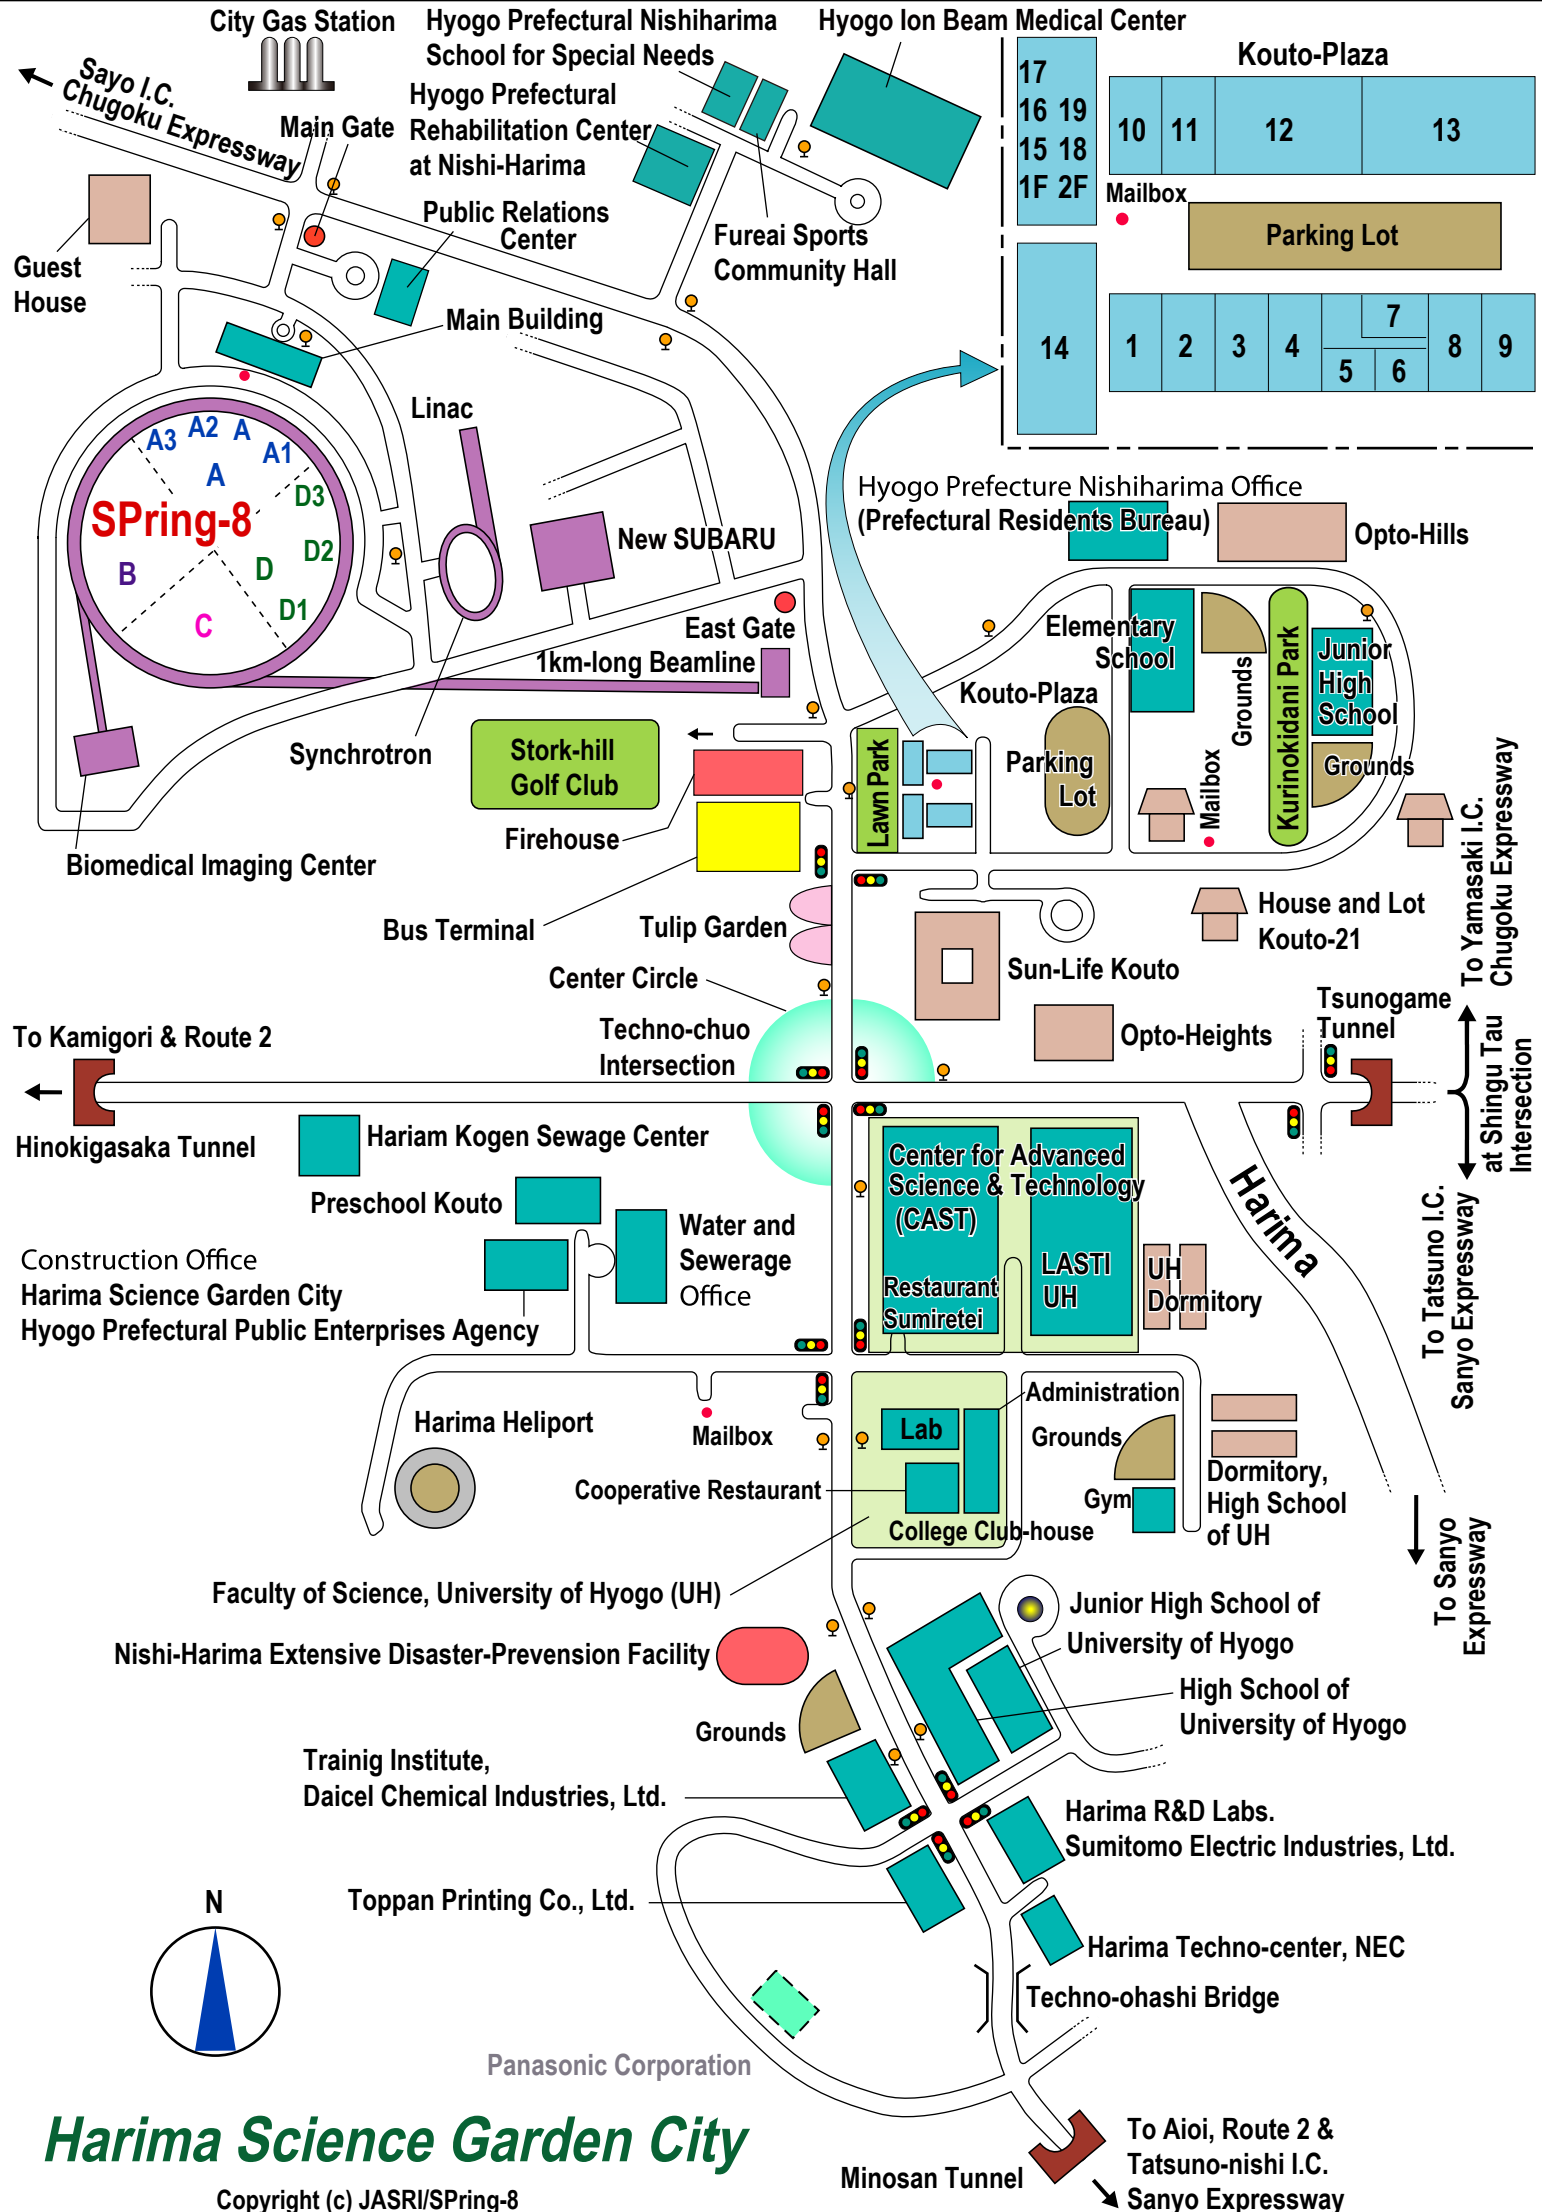 City Gas Station
Hyogo Prefectural Nishiharima
School for Special Needs
Hyogo Ion Beam Medical Center
Sayo I.C.
Chugoku Expressway
Main Gate
Hyogo Prefectural
Rehabilitation Center
at Nishi-Harima
Public Relations
Center
Fureai Sports
Community Hall
Guest
House
Main Building
Kouto-Plaza
17
16 19
15 18
1F 2F
10 11 12 13
Mailbox
Parking Lot
14
1 2 3 4 5 6 7 8 9
Linac
A3 A2 A A1
A
D3
SPring-8
D2
B
D
D1
C
New SUBARU
East Gate
1km-long Beamline
Synchrotron
Biomedical Imaging Center
Hyogo Prefecture Nishiharima Office
(Prefectural Residents Bureau)
Opto-Hills
Elementary
School
Grounds
Kurinokidani Park
Junior
High
School
Grounds
Kouto-Plaza
Parking
Lot
Mailbox
Lawn Park
Stork-hill
Golf Club
Firehouse
Bus Terminal
Tulip Garden
Center Circle
Techno-chuo
Intersection
House and Lot
Kouto-21
Sun-Life Kouto
Opto-Heights
Tsunogame
Tunnel
To Yamasaki I.C.
Chugoku Expressway
at Shingu Tau
Intersection
To Tatsuno I.C.
Sanyo Expressway
To Kamigori & Route 2
Hinokigasaka Tunnel
Hariam Kogen Sewage Center
Preschool Kouto
Water and
Sewerage
Office
Construction Office
Harima Science Garden City
Hyogo Prefectural Public Enterprises Agency
Center for Advanced
Science & Technology
(CAST)
Restaurant
Sumiretei
LASTI
UH
UH
Dormitory
Harima
Harima Heliport
Mailbox
Administration
Lab
Grounds
Cooperative Restaurant
Gym
College Club-house
Dormitory,
High School
of UH
To Sanyo
Expressway
Faculty of Science, University of Hyogo (UH)
Nishi-Harima Extensive Disaster-Prevention Facility
Grounds
Junior High School of
University of Hyogo
High School of
University of Hyogo
Trainig Institute,
Daicel Chemical Industries, Ltd.
Harima R&D Labs.
Sumitomo Electric Industries, Ltd.
Toppan Printing Co., Ltd.
Harima Techno-center, NEC
Techno-ohashi Bridge
N
Panasonic Corporation
Harima Science Garden City
Copyright (c) JASRI/SPring-8
Minosan Tunnel
To Aioi, Route 2 &
Tatsuno-nishi I.C.
Sanyo Expressway